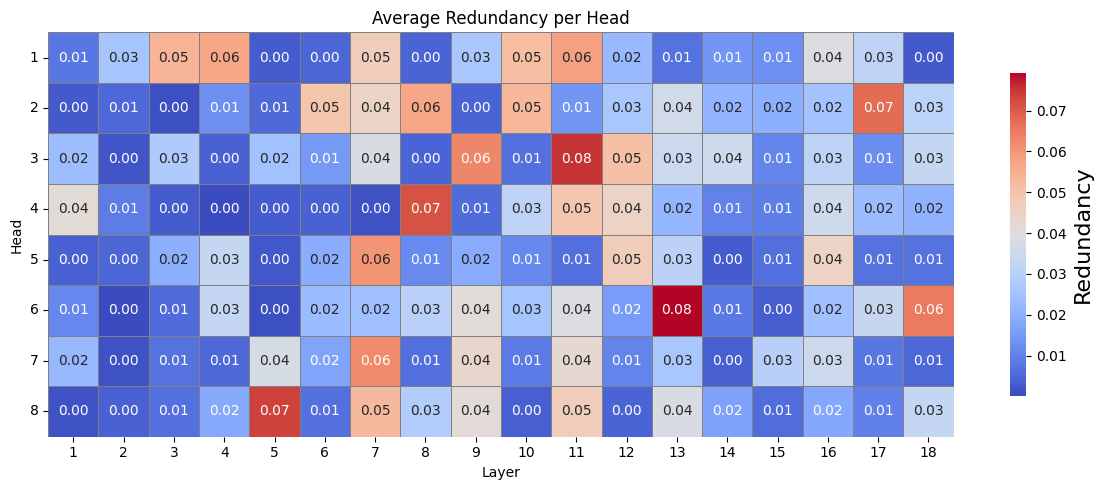 Average Redundancy per Head
1 0.01 0.03 0.05 0.06 0.00 0.00 0.05 0.00 0.03 0.05 0.06 0.02 0.01 0.01 0.01 0.04 0.03 0.00
2 0.00 0.01 0.00 0.01 0.01 0.05 0.04 0.06 0.00 0.05 0.01 0.03 0.04 0.02 0.02 0.02 0.07 0.03
3 0.02 0.00 0.03 0.00 0.02 0.01 0.04 0.00 0.06 0.01 0.08 0.05 0.03 0.04 0.01 0.03 0.01 0.03
4 0.04 0.01 0.00 0.00 0.00 0.00 0.00 0.07 0.01 0.03 0.05 0.04 0.02 0.01 0.01 0.04 0.02 0.02
5 0.00 0.00 0.02 0.03 0.00 0.02 0.06 0.01 0.02 0.01 0.01 0.05 0.03 0.00 0.01 0.04 0.01 0.01
6 0.01 0.00 0.01 0.03 0.00 0.02 0.02 0.03 0.04 0.03 0.04 0.02 0.08 0.01 0.00 0.02 0.03 0.06
7 0.02 0.00 0.01 0.01 0.04 0.02 0.06 0.01 0.04 0.01 0.04 0.01 0.03 0.00 0.03 0.03 0.01 0.01
8 0.00 0.00 0.01 0.02 0.07 0.01 0.05 0.03 0.04 0.00 0.05 0.00 0.04 0.02 0.01 0.02 0.01 0.03
Head
1 2 3 4 5 6 7 8 9 10 11 12 13 14 15 16 17 18
Layer
0.07
0.06
0.05
0.04
0.03
0.02
0.01
Redundancy